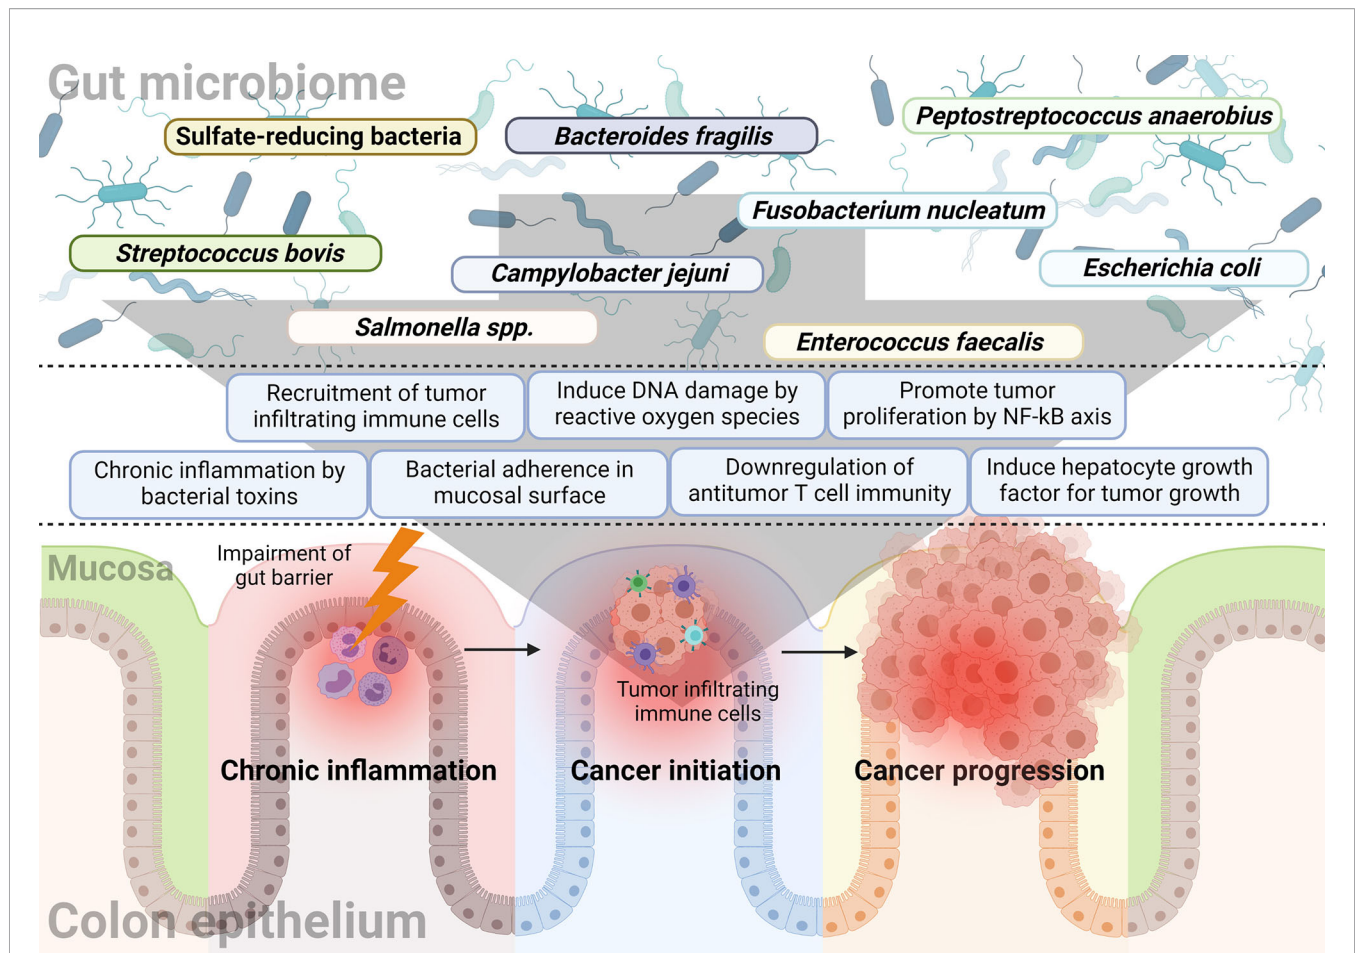 Gut microbiome
Sulfate-reducing bacteria
Bacteroides fragilis
Peptostreptococcus anaerobius
Fusobacterium nucleatum
Streptococcus bovis
Campylobacter jejuni
Escherichia coli
Salmonella spp.
Enterococcus faecalis
Recruitment of tumor
infiltrating immune cells
Induce DNA damage by
reactive oxygen species
Promote tumor
proliferation by NF-kB axis
Chronic inflammation by
bacterial toxins
Bacterial adherence in
mucosal surface
Downregulation of
antitumor T cell immunity
Induce hepatocyte growth
factor for tumor growth
Mucosa
Impairment of
gut barrier
Tumor infiltrating
immune cells
Chronic inflammation
Cancer initiation
Cancer progression
Colon epithelium